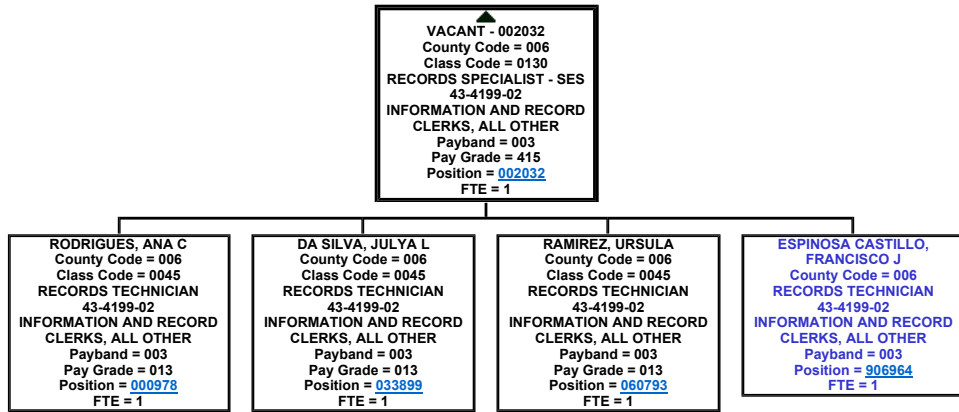 VACANT - 002032
County Code = 006
Class Code = 0130
RECORDS SPECIALIST - SES
43-4199-02
INFORMATION AND RECORD
CLERKS, ALL OTHER
Payband = 003
Pay Grade = 415
Position = 002032
FTE = 1
RODRIGUES, ANA C
County Code = 006
Class Code = 0045
RECORDS TECHNICIAN
43-4199-02
INFORMATION AND RECORD
CLERKS, ALL OTHER
Payband = 003
Pay Grade = 013
Position = 000978
FTE = 1
DA SILVA, JULYA L
County Code = 006
Class Code = 0045
RECORDS TECHNICIAN
43-4199-02
INFORMATION AND RECORD
CLERKS, ALL OTHER
Payband = 003
Pay Grade = 013
Position = 033899
FTE = 1
RAMIREZ, URSULA
County Code = 006
Class Code = 0045
RECORDS TECHNICIAN
43-4199-02
INFORMATION AND RECORD
CLERKS, ALL OTHER
Payband = 003
Pay Grade = 013
Position = 060793
FTE = 1
ESPINOSA CASTILLO,
FRANCISCO J
County Code = 006
RECORDS TECHNICIAN
43-4199-02
INFORMATION AND RECORD
CLERKS, ALL OTHER
Payband = 003
Position = 906964
FTE = 1